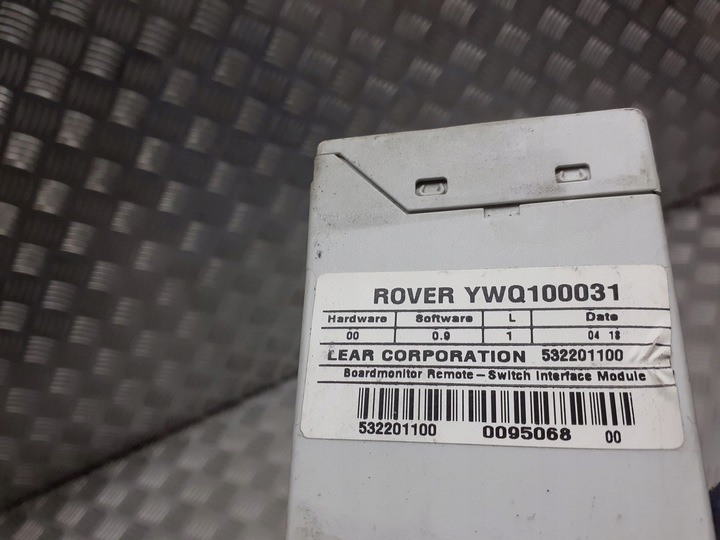 ROVER YWQ100031
Hardware Software L Date
00 0.9 1 04 18
LEAR CORPORATION 532201100
Boardmonitor Remote - Switch Interface Module
532201100 0095068 00